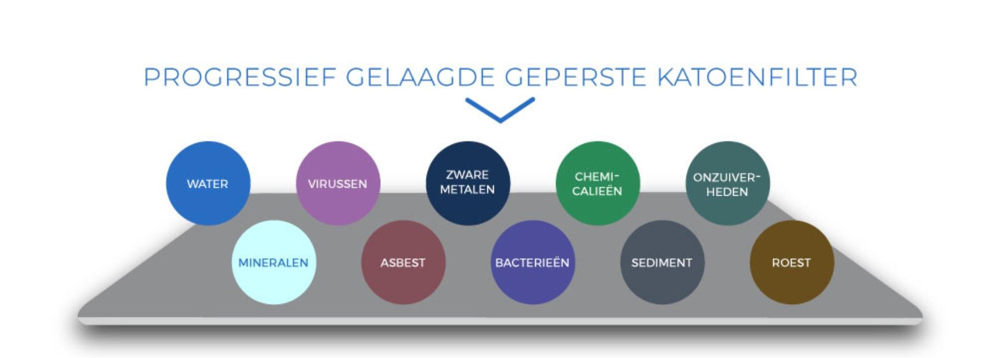 PROGRESSIEF GELAAGDE GEPERSTE KATOENFILTER
WATER
VIRUSSEN
ZWARE
METALEN
CHEMI-
CALIEËN
ONZUIVER-
HEDEN
MINERALEN
ASBEST
BACTERIEËN
SEDIMENT
ROEST